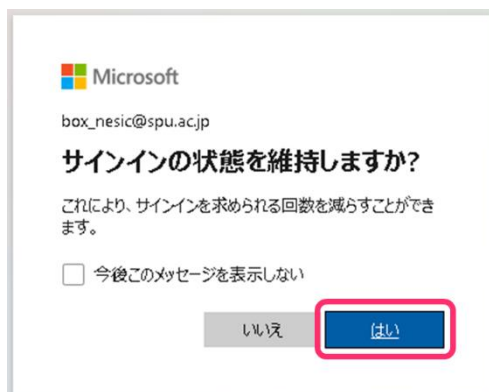 Microsoft
box_nesic@spu.ac.jp
サインインの状態を維持しますか?
これにより、サインインを求められる回数を減らすことができ
ます。
今後このメッセージを表示しない
いいえ はい